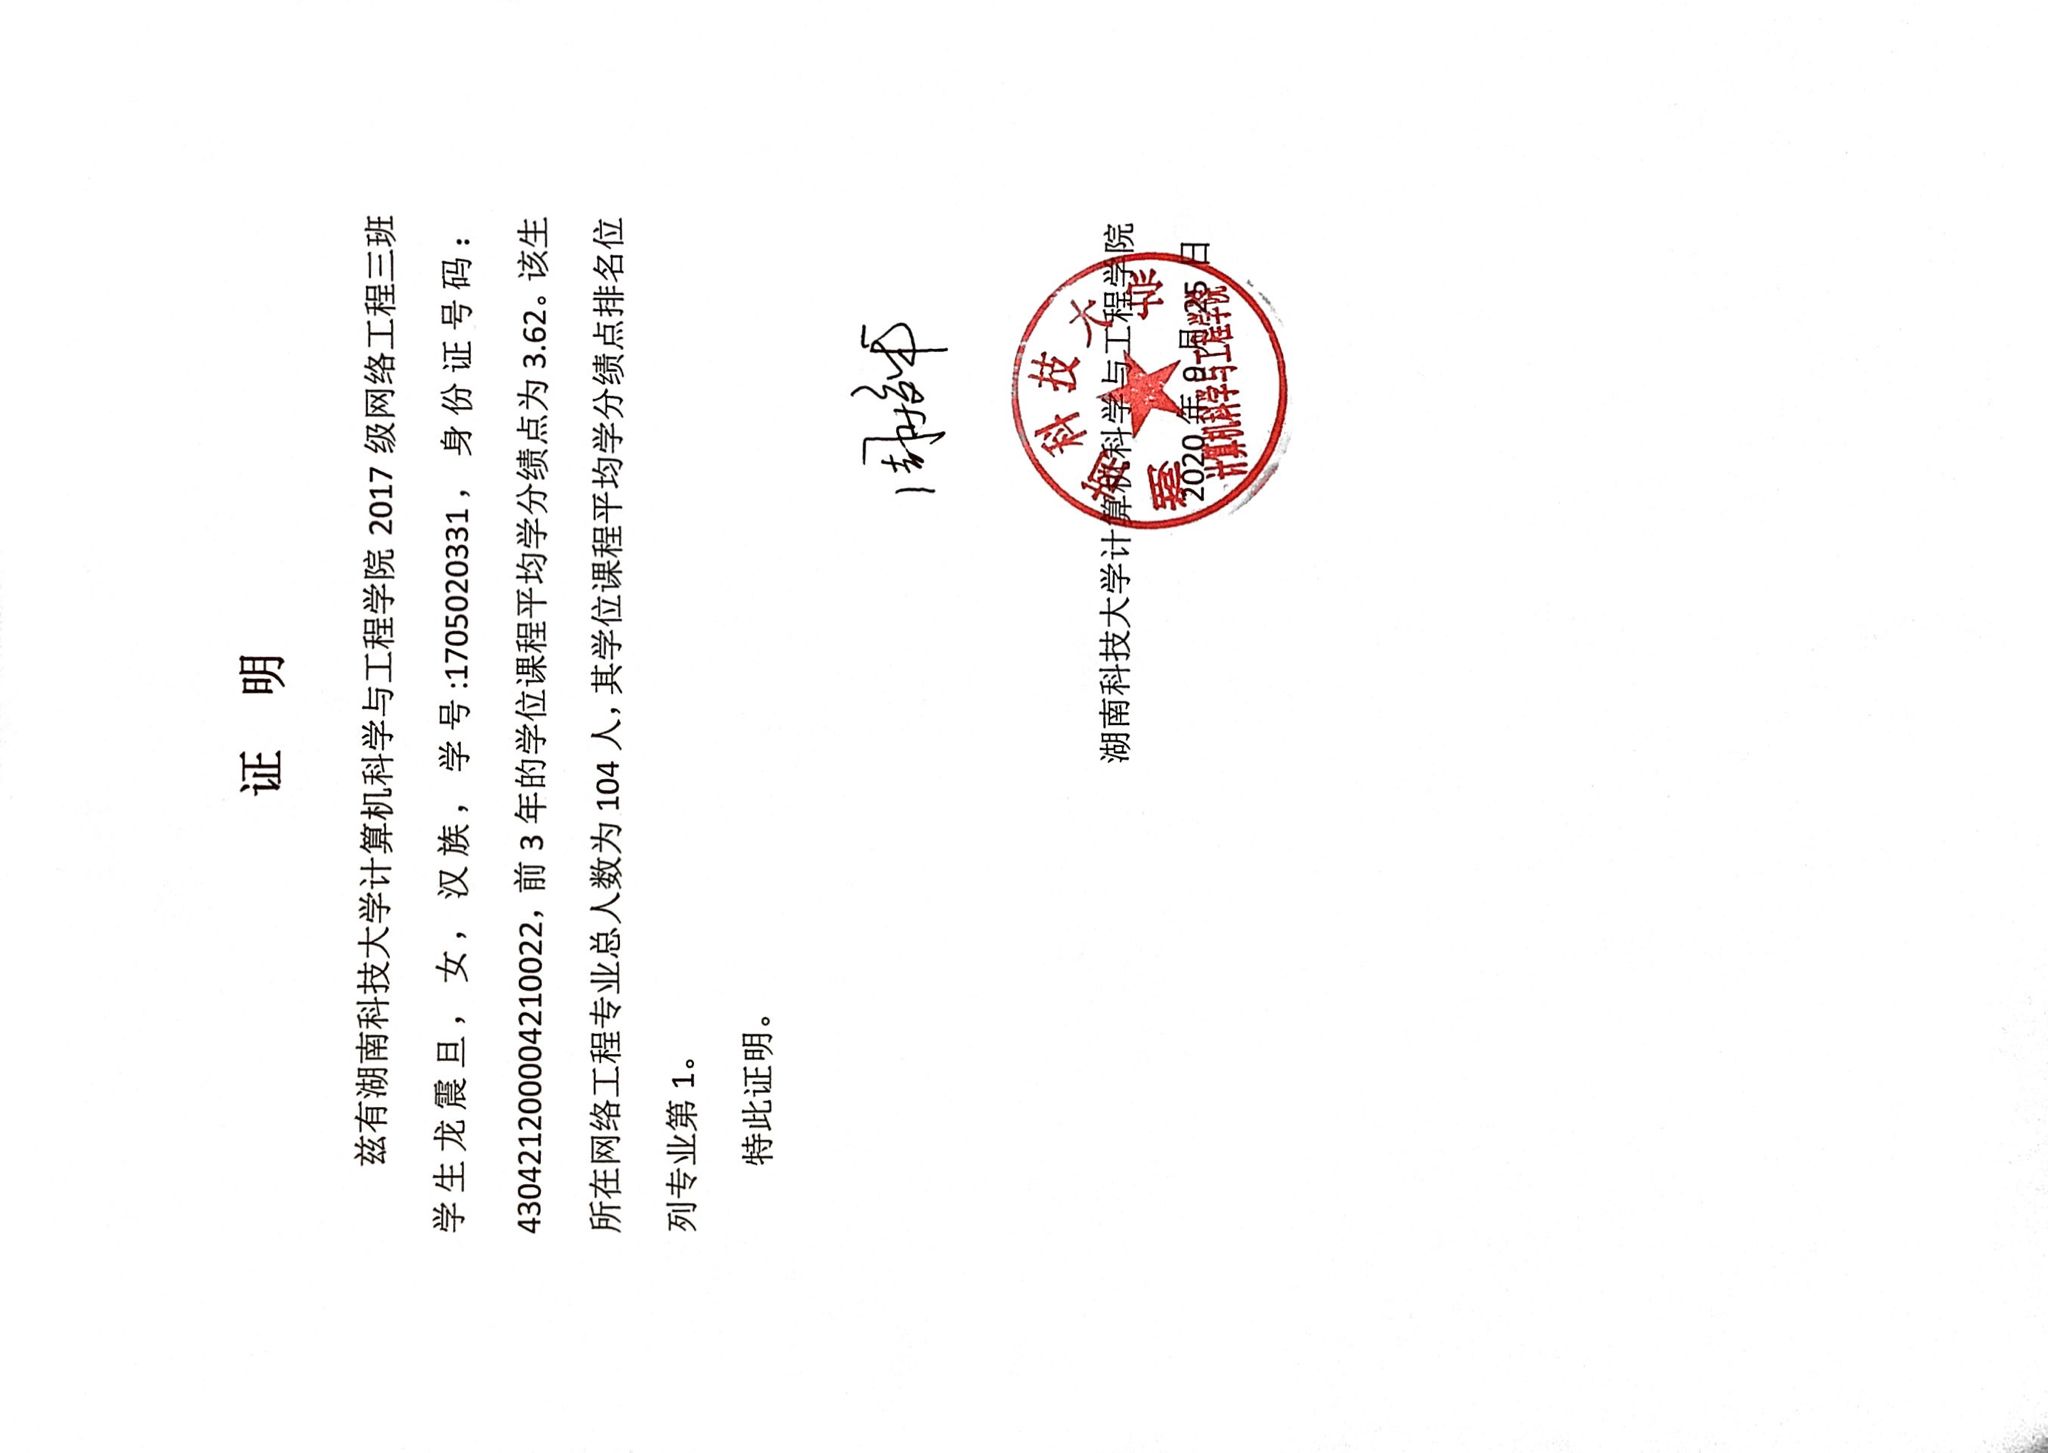 证 明
兹有湖南科技大学计算机科学与工程学院 2017 级网络工程三班
学生龙震旦，女，汉族，学号:1705020331，身份证号码：
430421200004210022，前 3 年的学位课程平均学分绩点为 3.62。该生
所在网络工程专业总人数为 104 人，其学位课程平均学分绩点排名位
列专业第 1。
特此证明。
湖南科技大学计算机科学与工程学院
2020 年 9 月 25 日
湖南科技大学
计算机科学与工程学院